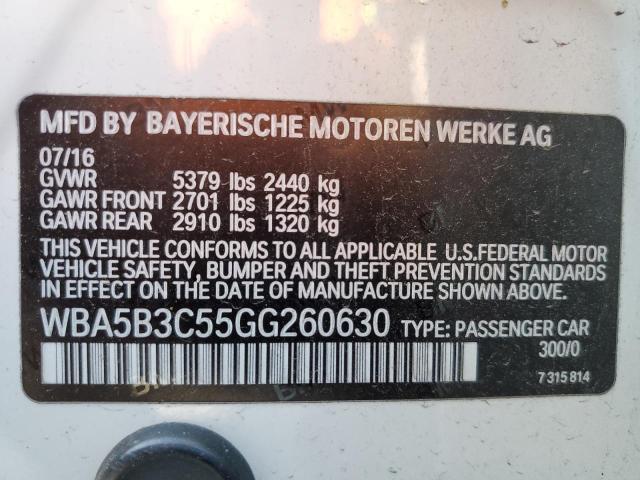 MFD BY BAYERISCHE MOTOREN WERKE AG
07/16
GVWR 5379 lbs 2440 kg
GAWR FRONT 2701 lbs 1225 kg
GAWR REAR 2910 lbs 1320 kg
THIS VEHICLE CONFORMS TO ALL APPLICABLE U.S.FEDERAL MOTOR
VEHICLE SAFETY, BUMPER AND THEFT PREVENTION STANDARDS
IN EFFECT ON THE DATE OF MANUFACTURE SHOWN ABOVE.
WBA5B3C55GG260630 TYPE: PASSENGER CAR
300/0
7 315 814